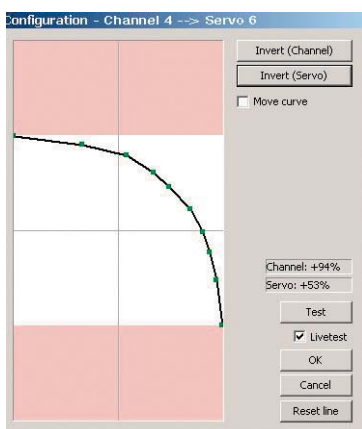 Configuration - Channel 4 --> Servo 6
Invert (Channel)
Invert (Servo)
Move curve
Channel: +94%
Servo: +53%
Test
Livetest
OK
Cancel
Reset line